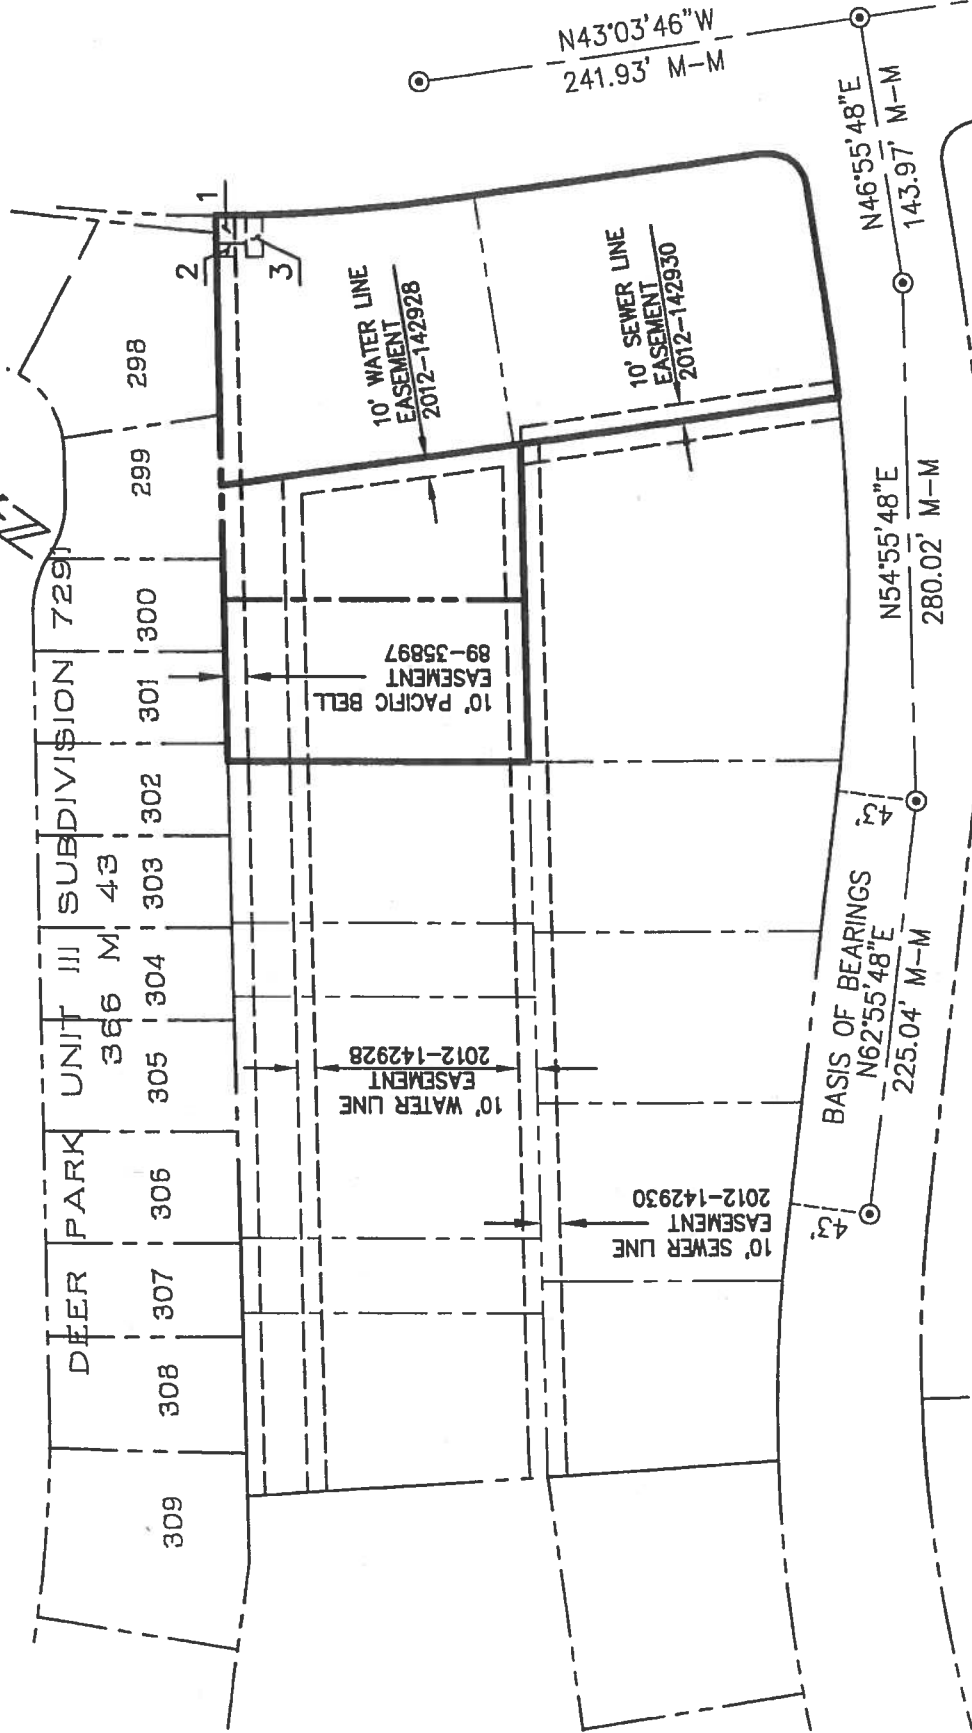 N43°03'46"W
241.93' M-M
N46°55'48"E
143.97' M-M
N54°55'48"E
280.02' M-M
BASIS OF BEARINGS
N62°55'48"E
225.04' M-M
43'
43'
1
2
3
10' WATER LINE
EASEMENT
2012-142928
10' SEWER LINE
EASEMENT
2012-142930
10' PACIFIC BELL
EASEMENT
89-35897
10' WATER LINE
EASEMENT
2012-142928
10' SEWER LINE
EASEMENT
2012-142930
DEER PARK UNIT III SUBDIVISION 7291
366 M 43
298
299
300
301
302
303
304
305
306
307
308
309